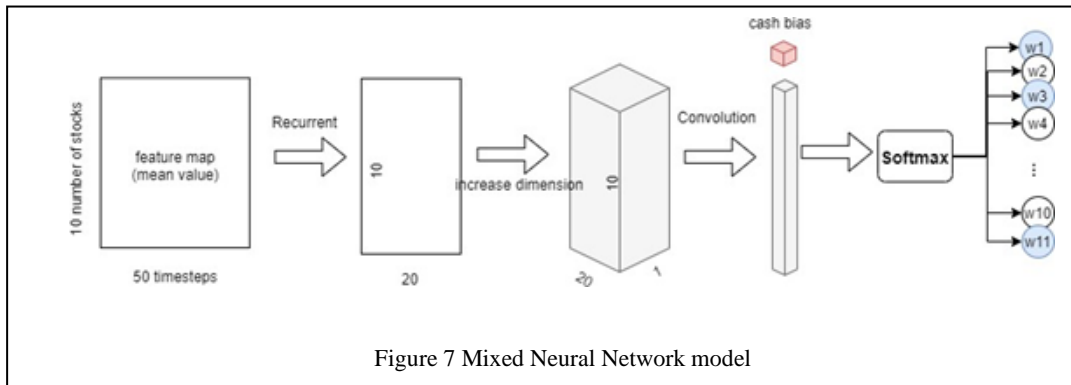 cash bias
10 number of stocks
feature map
(mean value)
50 timesteps
Recurrent
10
20
increase dimension
10
20
1
Convolution
Softmax
w1
w2
w3
w4
...
w10
w11
Figure 7 Mixed Neural Network model